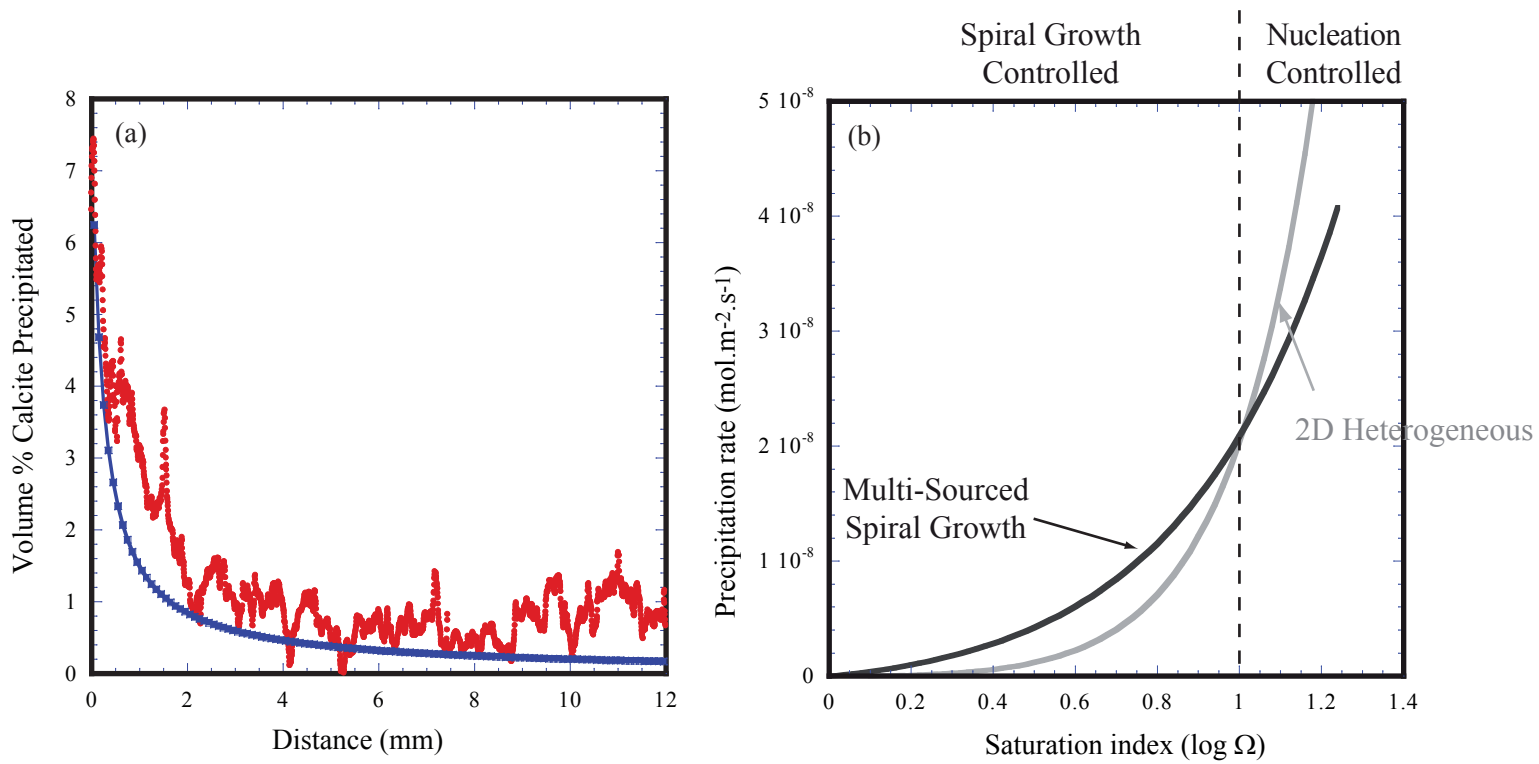 (a)
8
7
6
5
4
3
2
1
0
0 2 4 6 8 10 12
Volume % Calcite Precipitated
Distance (mm)
Spiral Growth
Controlled
Nucleation
Controlled
(b)
5 10-8
4 10-8
3 10-8
2 10-8
1 10-8
0
0 0.2 0.4 0.6 0.8 1 1.2 1.4
Precipitation rate (mol.m-2.s-1)
Saturation index (log Ω)
2D Heterogeneous
Multi-Sourced
Spiral Growth